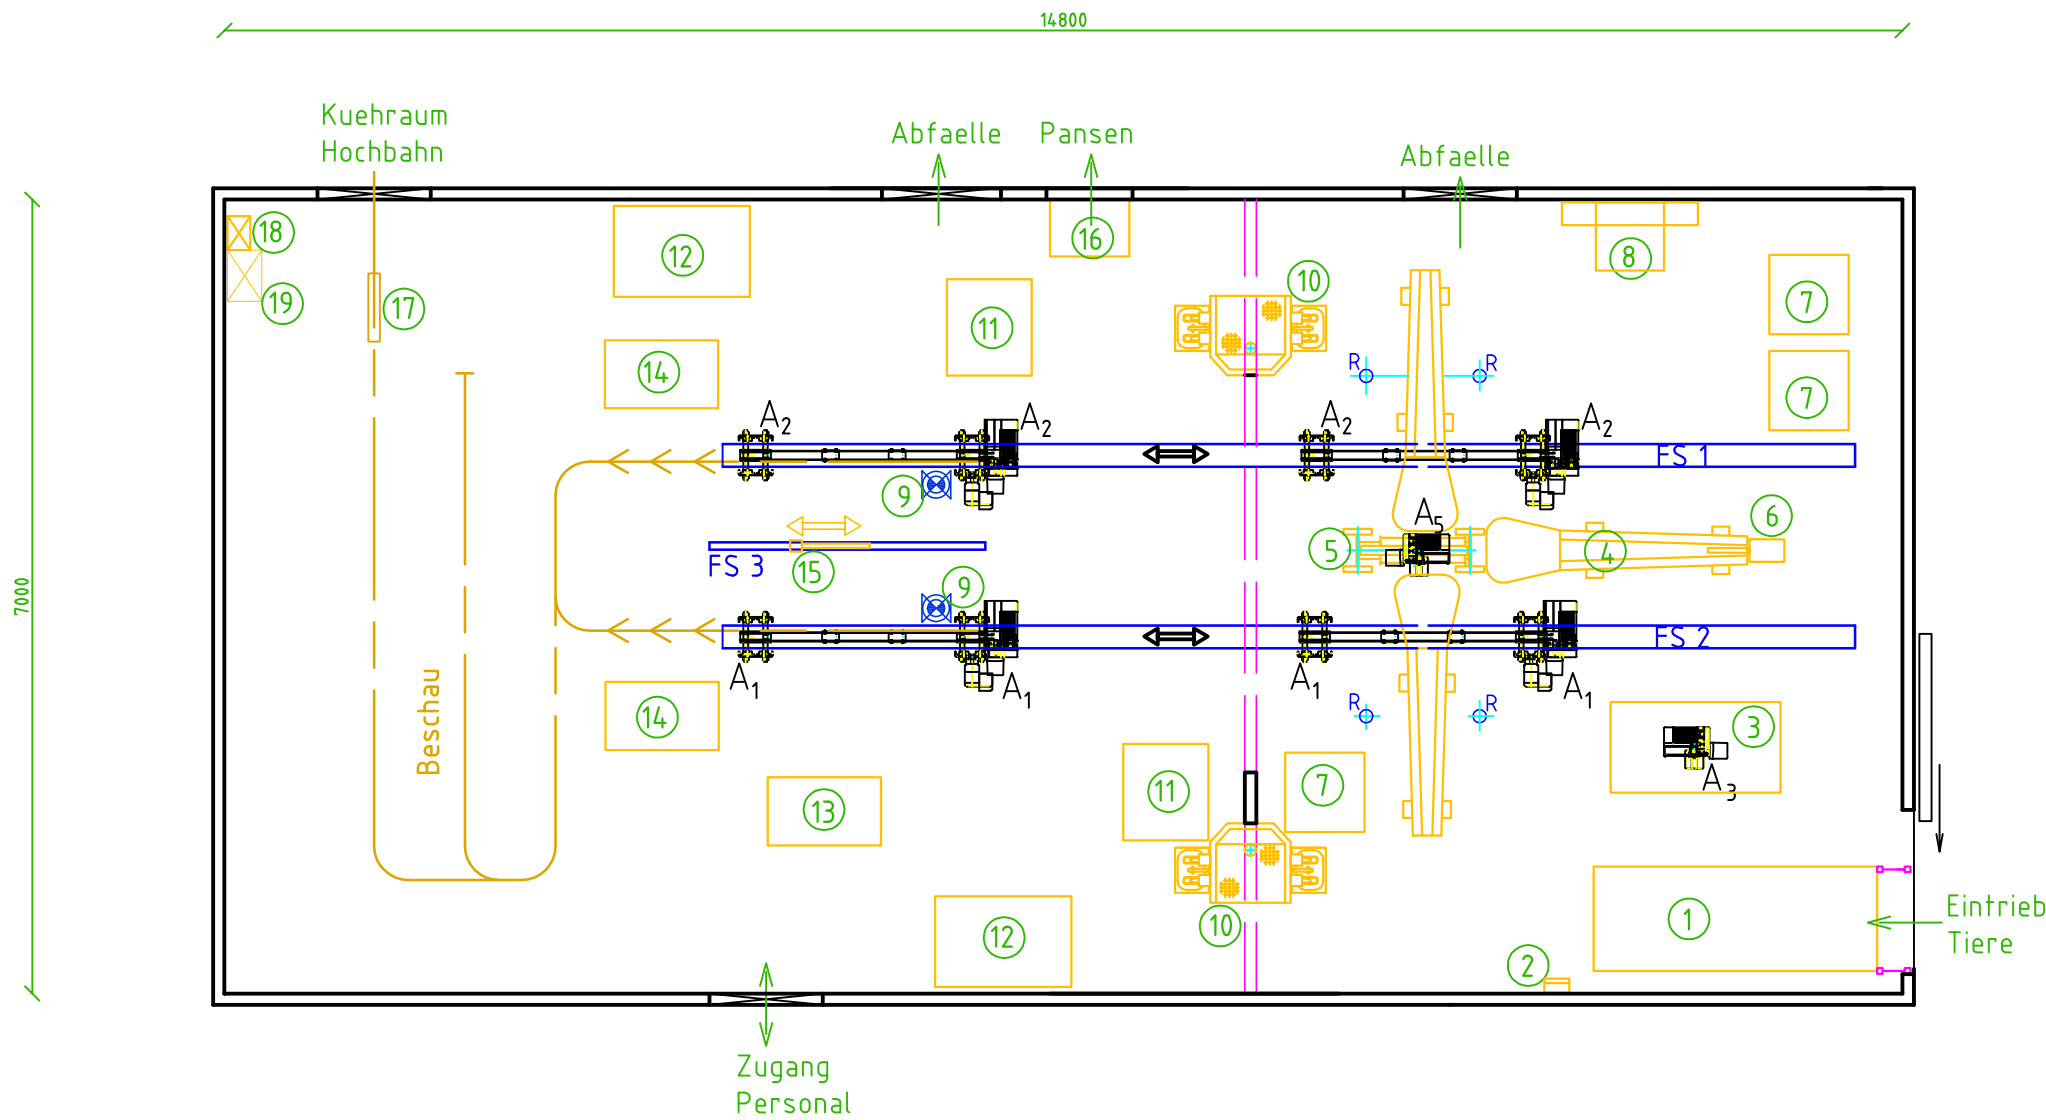 14800
Kuehraum
Hochbahn
Abfaelle
Pansen
Abfaelle
18
12
16
8
10
19
17
7
11
14
R
R
7
A2
A2
A2
A2
FS 1
9
A5
6
FS 3
15
5
4
9
7000
FS 2
A1
A1
A1
A1
Beschau
14
R
R
3
A3
11
7
13
1
Eintrieb
Tiere
12
10
2
Zugang
Personal